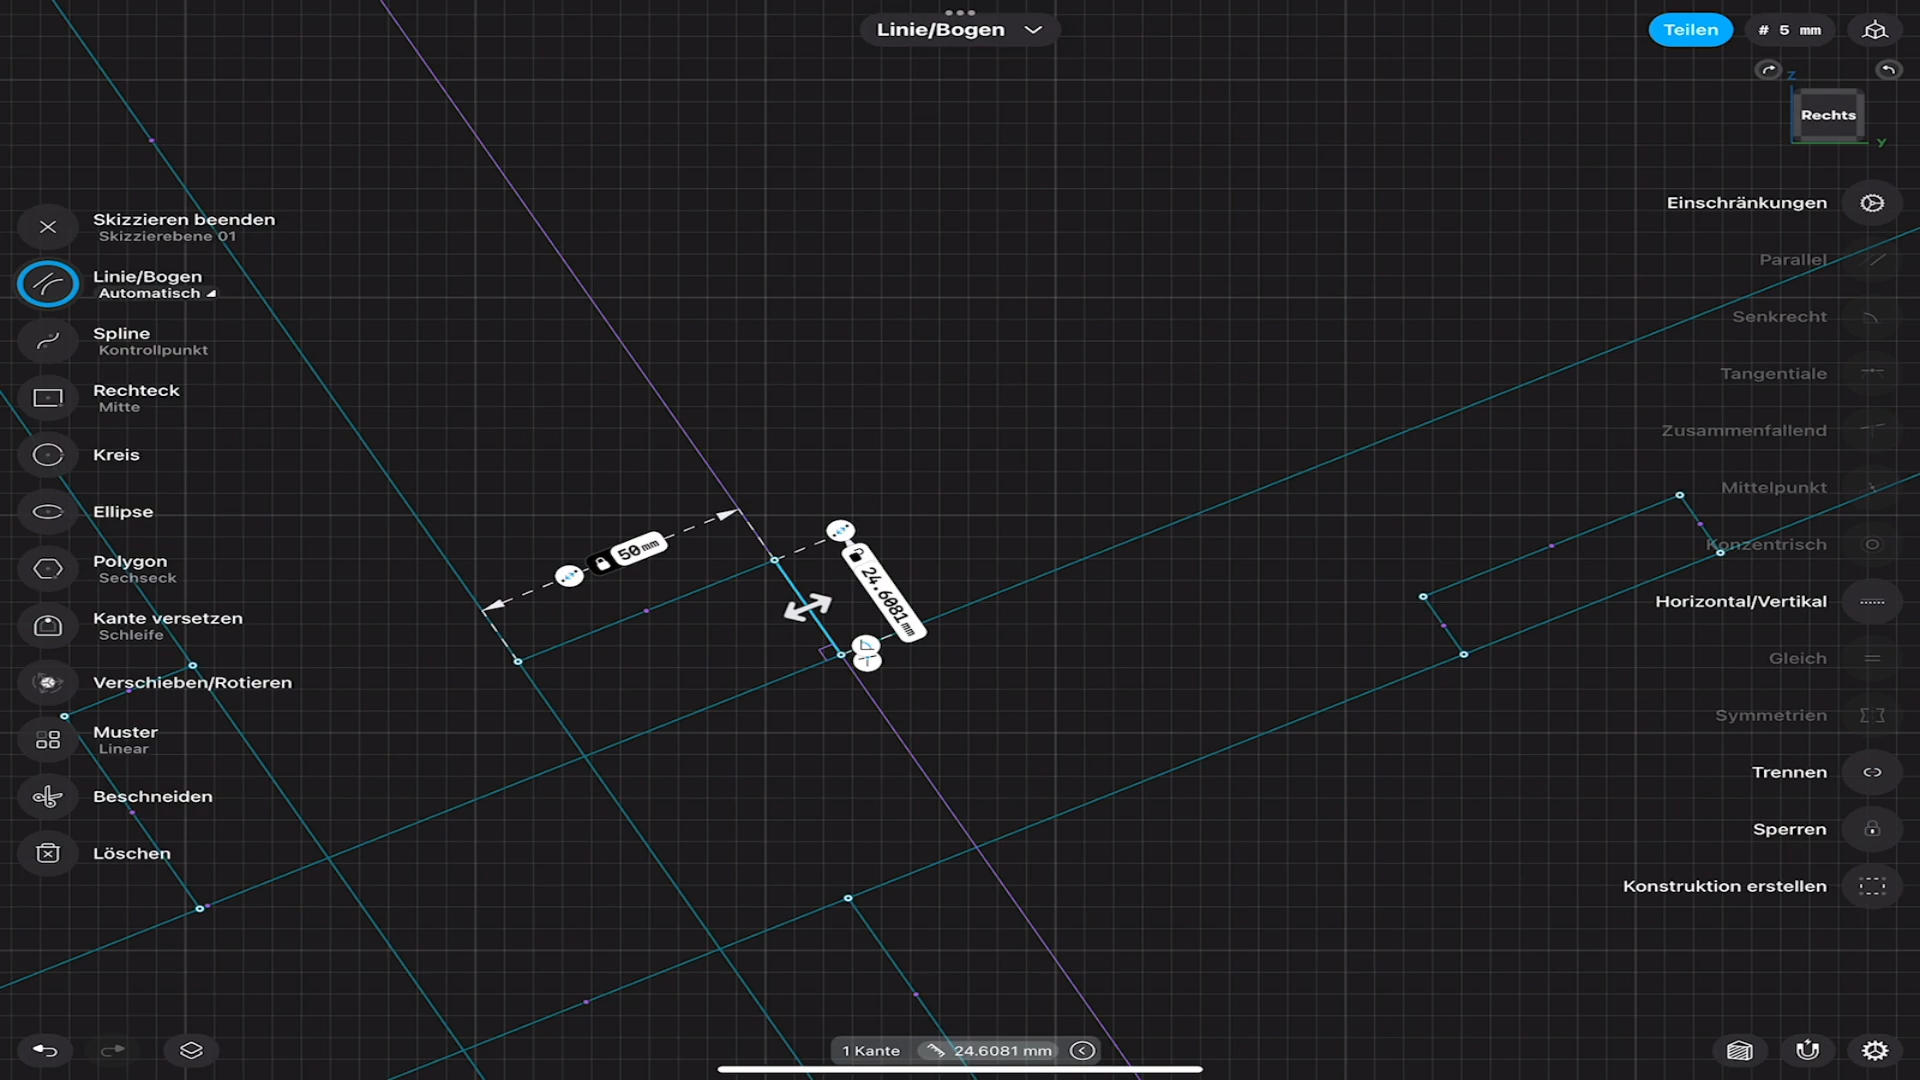 Linie/Bogen
Teilen
# 5 mm
Z
Rechts
Y
Skizzieren beenden
Skizzierebene 01
Linie/Bogen
Automatisch
Spline
Kontrollpunkt
Rechteck
Mitte
Kreis
Ellipse
Polygon
Sechseck
Kante versetzen
Schleife
Verschieben/Rotieren
Muster
Linear
Beschneiden
Löschen
50 mm
24.6081 mm
Einschränkungen
Parallel
Senkrecht
Tangentiale
Zusammenfallend
Mittelpunkt
Konzentrisch
Horizontal/Vertikal
Gleich
Symmetrien
Trennen
Sperren
Konstruktion erstellen
1 Kante
24.6081 mm